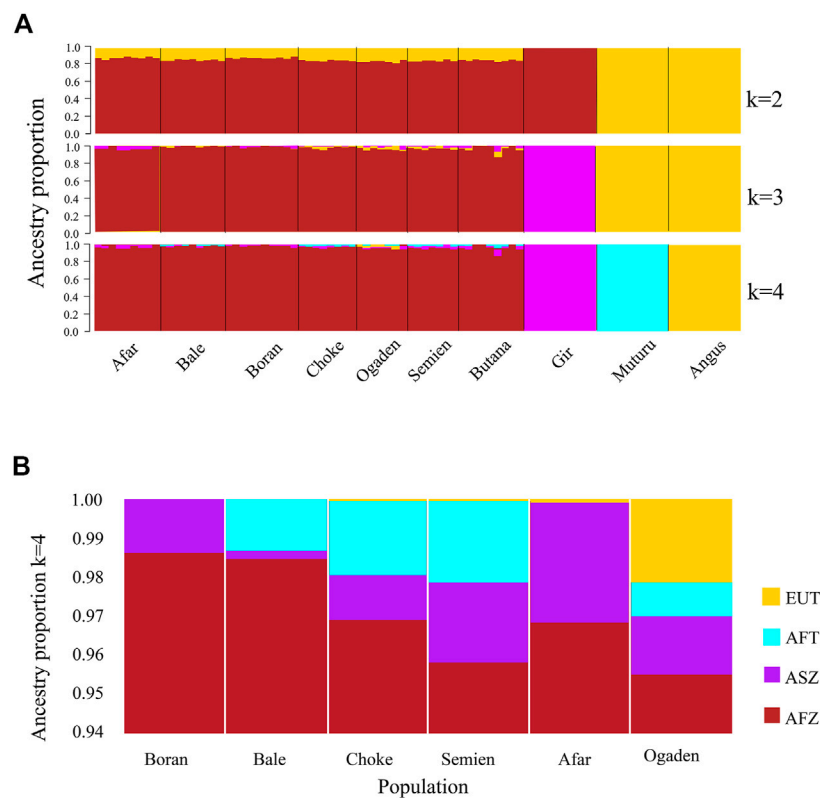 A
Ancestry proportion
1.0
0.8
0.6
0.4
0.2
0.0
k=2
1.0
0.8
0.6
0.4
0.2
0.0
k=3
1.0
0.8
0.6
0.4
0.2
0.0
k=4
Afar
Bale
Boran
Choke
Ogaden
Semien
Butana
Gir
Muturu
Angus
B
Ancestry proportion k=4
1.00
0.99
0.98
0.97
0.96
0.95
0.94
EUT
AFT
ASZ
AFZ
Boran
Bale
Choke
Semien
Afar
Ogaden
Population